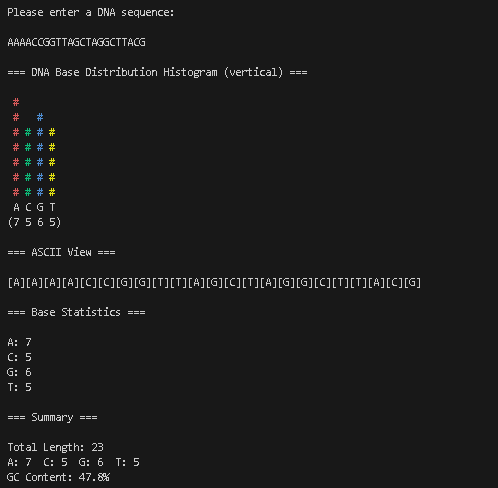 Please enter a DNA sequence:
AAAACCGGTTAGCTAGGCTTACG
=== DNA Base Distribution Histogram (vertical) ===
#
#   #
# # # #
# # # #
# # # #
# # # #
# # # #
A C G T
(7 5 6 5)
=== ASCII View ===
[A][A][A][A][C][C][G][G][T][T][A][G][C][T][A][G][G][C][T][T][A][C][G]
=== Base Statistics ===
A: 7
C: 5
G: 6
T: 5
=== Summary ===
Total Length: 23
A: 7  C: 5  G: 6  T: 5
GC Content: 47.8%